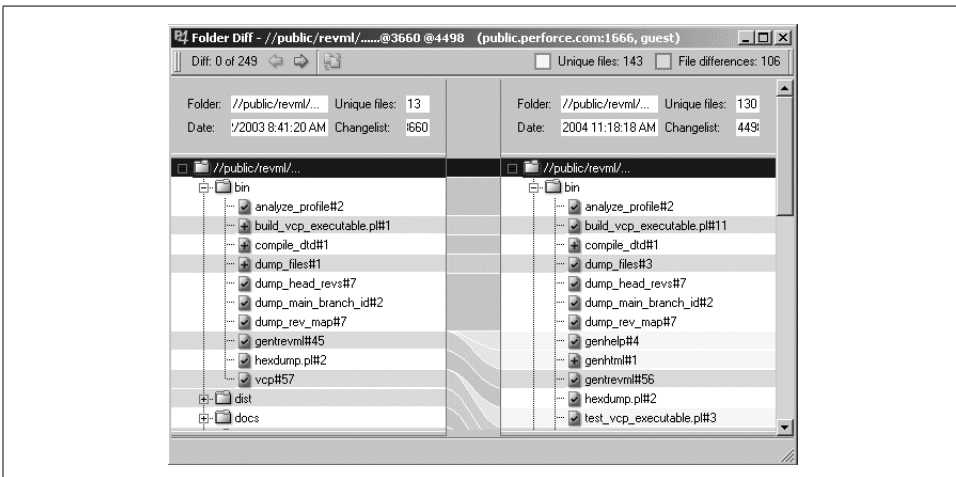 Folder Diff - //public/revml/......@3660 @4498 (public.perforce.com:1666, guest)
Diff: 0 of 249 Unique files: 143 File differences: 106
Folder: //public/revml/... Unique files: 13
Date: 2003 8:41:20 AM Changelist: 660
Folder: //public/revml/... Unique files: 130
Date: 2004 11:18:18 AM Changelist: 449
//public/revml/...
bin
analyze_profile#2
build_vcp_executable.pl#1
compile_dtd#1
dump_files#1
dump_head_revs#7
dump_main_branch_id#2
dump_rev_map#7
gentrevml#45
hexdump.pl#2
vcp#57
dist
docs
//public/revml/...
bin
analyze_profile#2
build_vcp_executable.pl#11
compile_dtd#1
dump_files#3
dump_head_revs#7
dump_main_branch_id#2
dump_rev_map#7
genhelp#4
genhtml#1
gentrevml#56
hexdump.pl#2
test_vcp_executable.pl#3